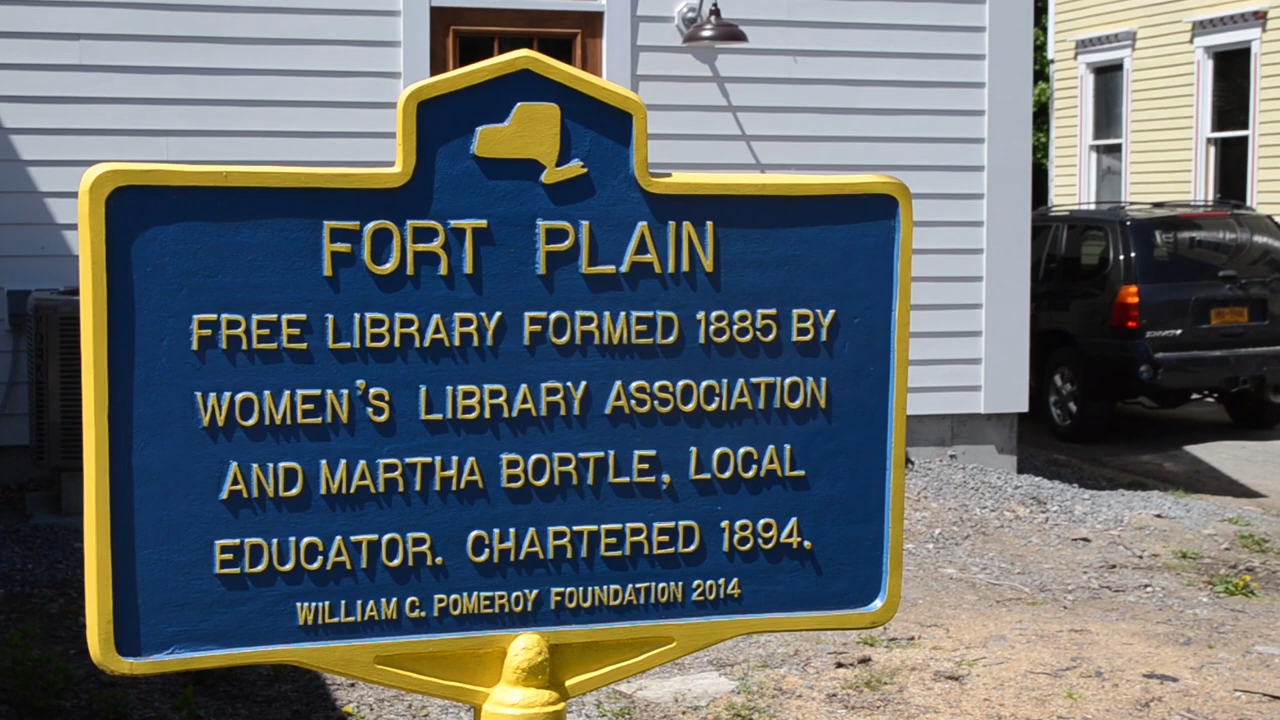 FORT PLAIN
FREE LIBRARY FORMED 1885 BY
WOMEN'S LIBRARY ASSOCIATION
AND MARTHA BORTLE, LOCAL
EDUCATOR. CHARTERED 1894.
WILLIAM G. POMEROY FOUNDATION 2014